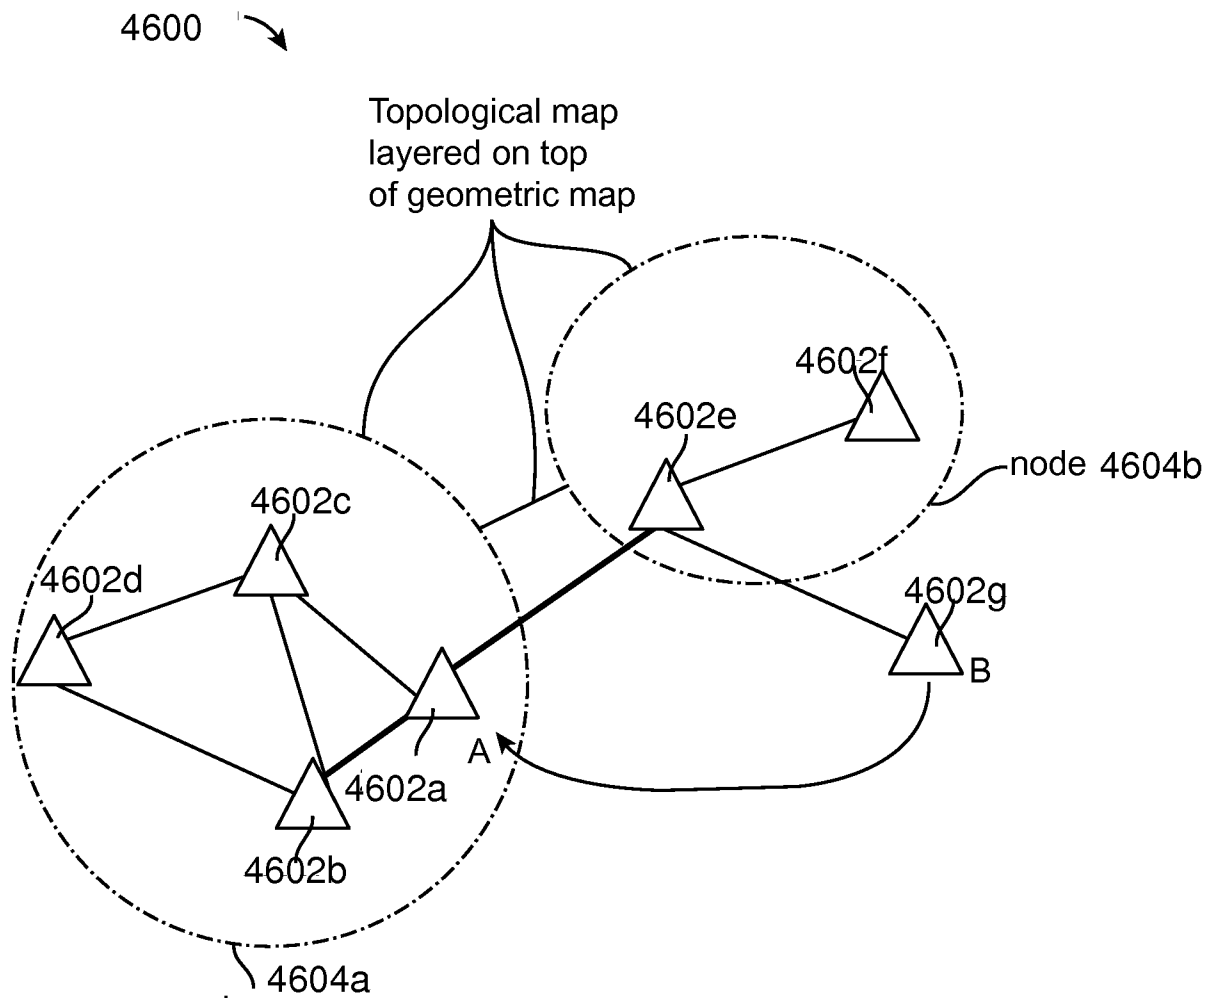 4600
Topological map
layered on top
of geometric map
4602f
4602e
node 4604b
4602c
4602d
4602g
B
A
4602a
4602b
4604a